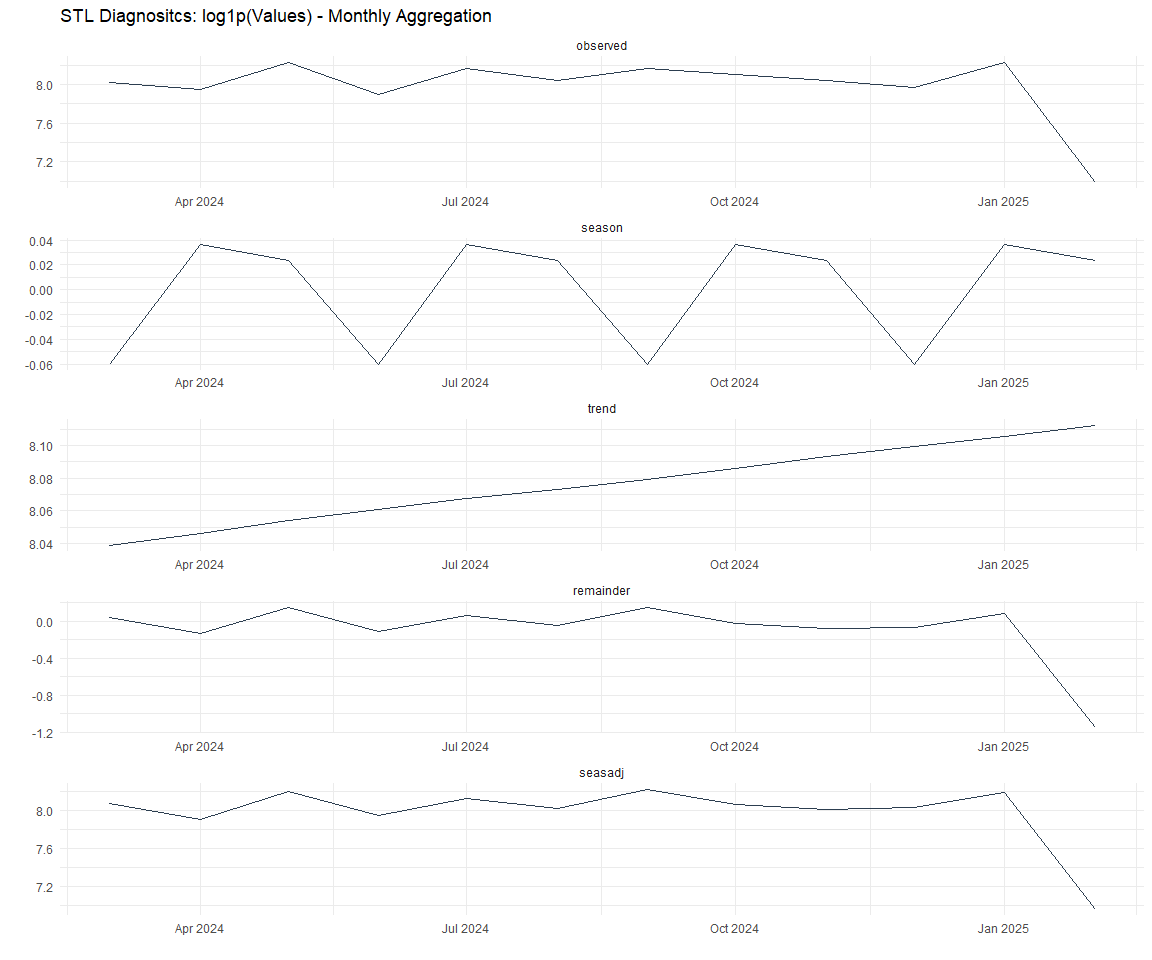 STL Diagnositcs: log1p(Values) - Monthly Aggregation
observed
8.0
7.6
7.2
Apr 2024 Jul 2024 Oct 2024 Jan 2025
season
0.04
0.02
0.00
-0.02
-0.04
-0.06
Apr 2024 Jul 2024 Oct 2024 Jan 2025
trend
8.10
8.08
8.06
8.04
Apr 2024 Jul 2024 Oct 2024 Jan 2025
remainder
0.0
-0.4
-0.8
-1.2
Apr 2024 Jul 2024 Oct 2024 Jan 2025
seasadj
8.0
7.6
7.2
Apr 2024 Jul 2024 Oct 2024 Jan 2025